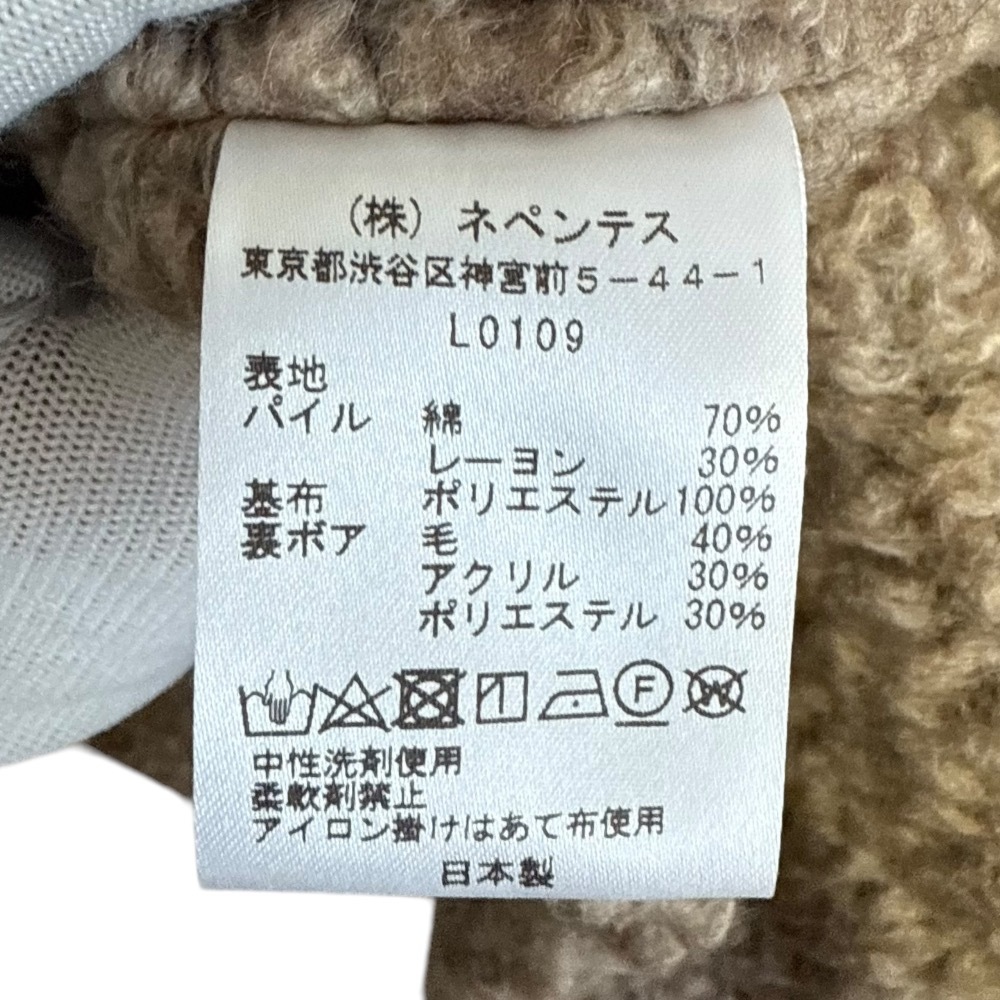 (株) ネペンテス
東京都渋谷区神宮前5-44-1
L0109
表地
パイル 綿 70%
レーヨン 30%
基布 ポリエステル 100%
裏ボア 毛 40%
アクリル 30%
ポリエステル 30%
F W
中性洗剤使用
柔軟剤禁止
アイロン掛けはあて布使用
日本製